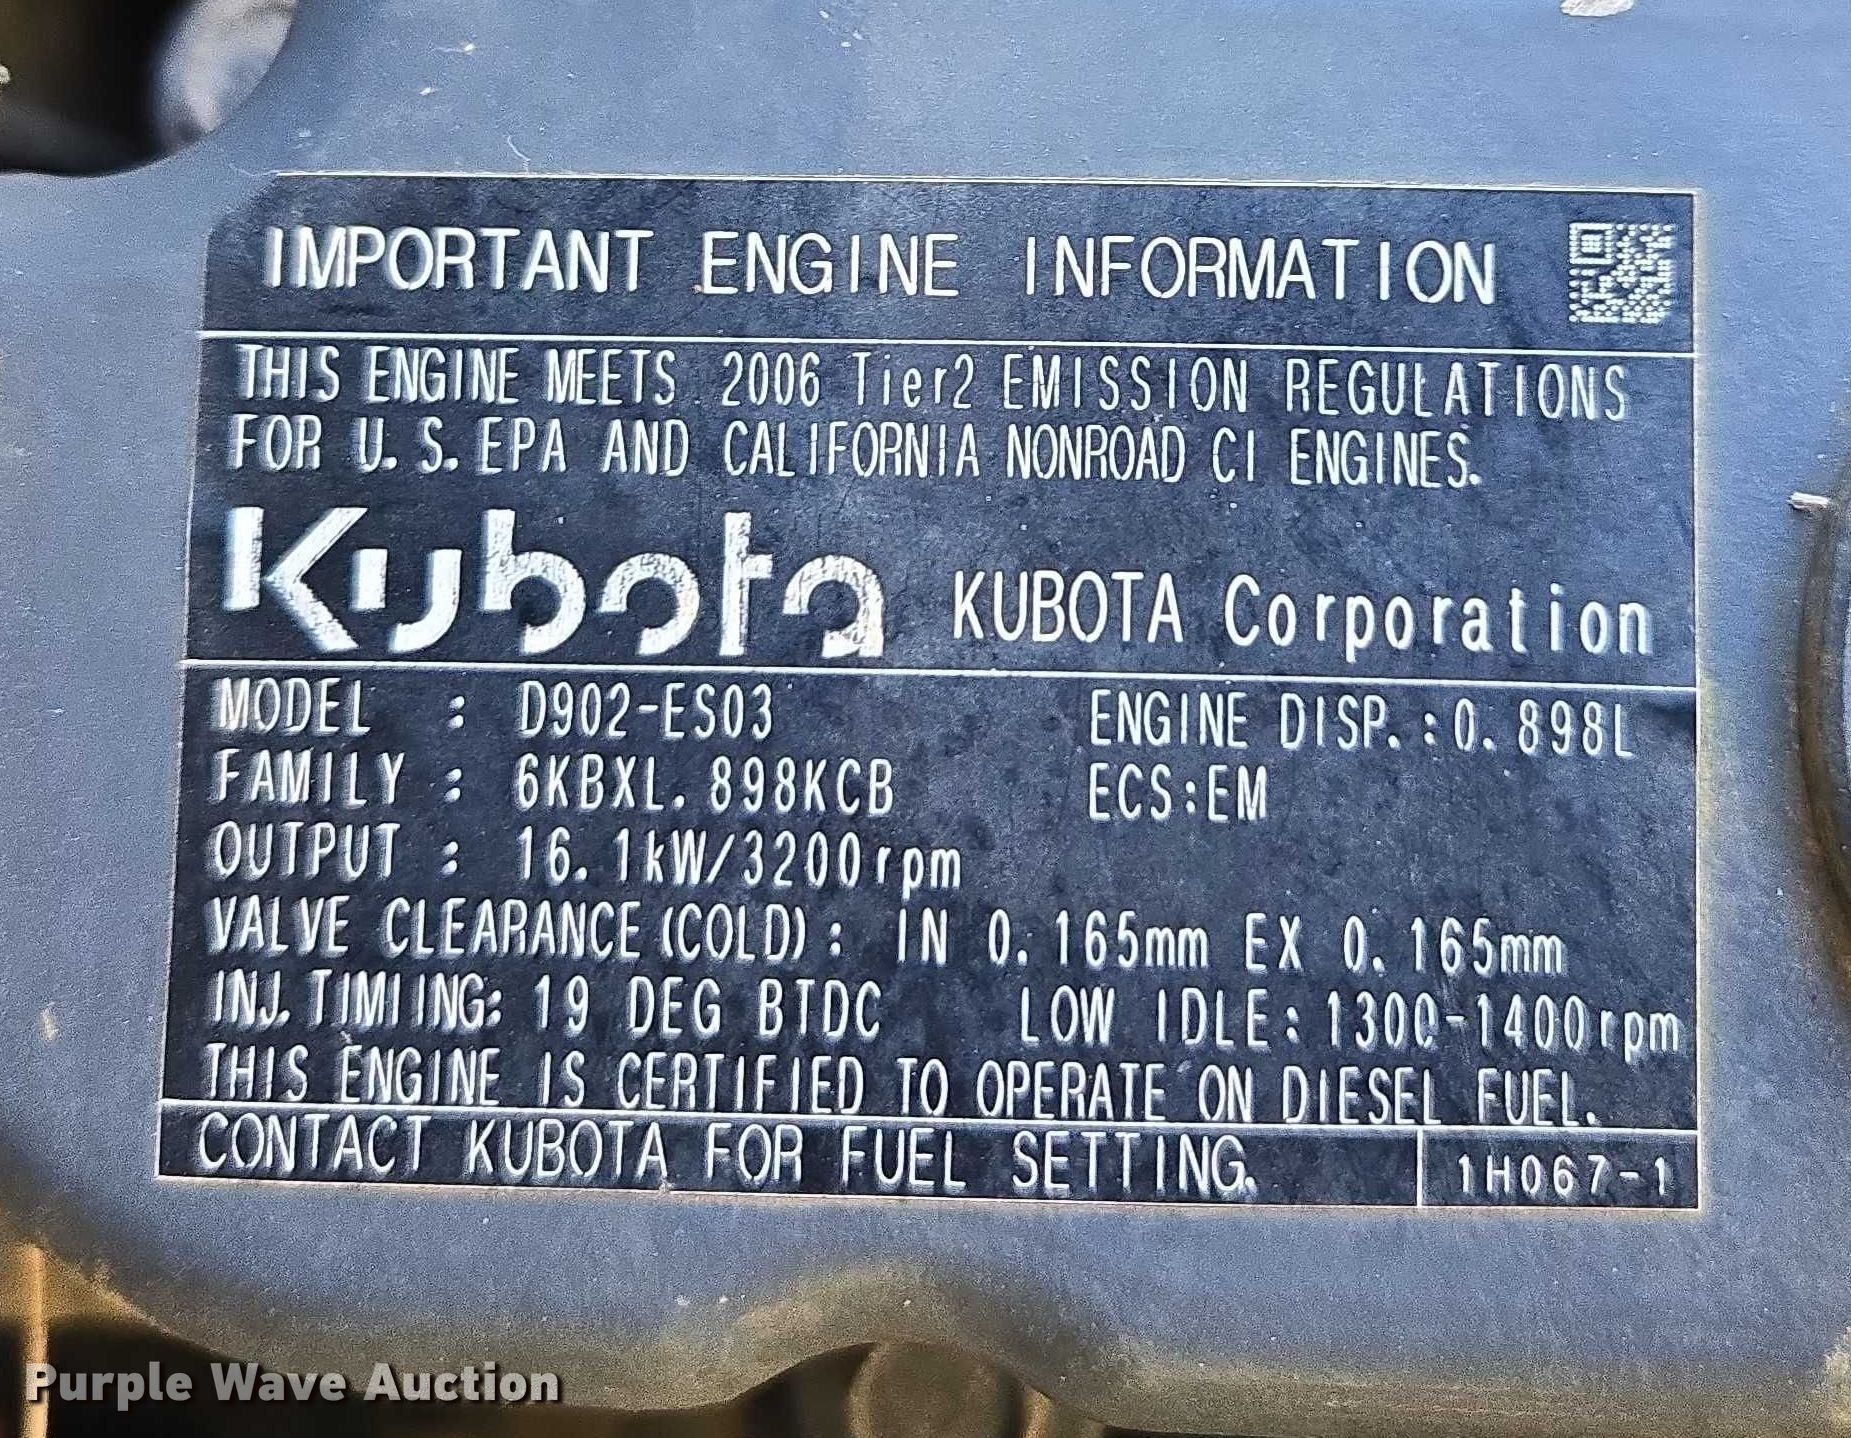 IMPORTANT ENGINE INFORMATION
THIS ENGINE MEETS 2006 Tier2 EMISSION REGULATIONS
FOR U.S.EPA AND CALIFORNIA NONROAD CI ENGINES.
Kubota KUBOTA Corporation
MODEL : D902-ES03 ENGINE DISP.:0.898L
FAMILY : 6KBXL.898KCB ECS:EM
OUTPUT : 16.1kW/3200rpm
VALVE CLEARANCE(COLD): IN 0.165mm EX 0.165mm
INJ.TIMIING: 19 DEG BTDC LOW IDLE: 1300-1400rpm
THIS ENGINE IS CERTIFIED TO OPERATE ON DIESEL FUEL.
CONTACT KUBOTA FOR FUEL SETTING. 1H067-1
Purple Wave Auction